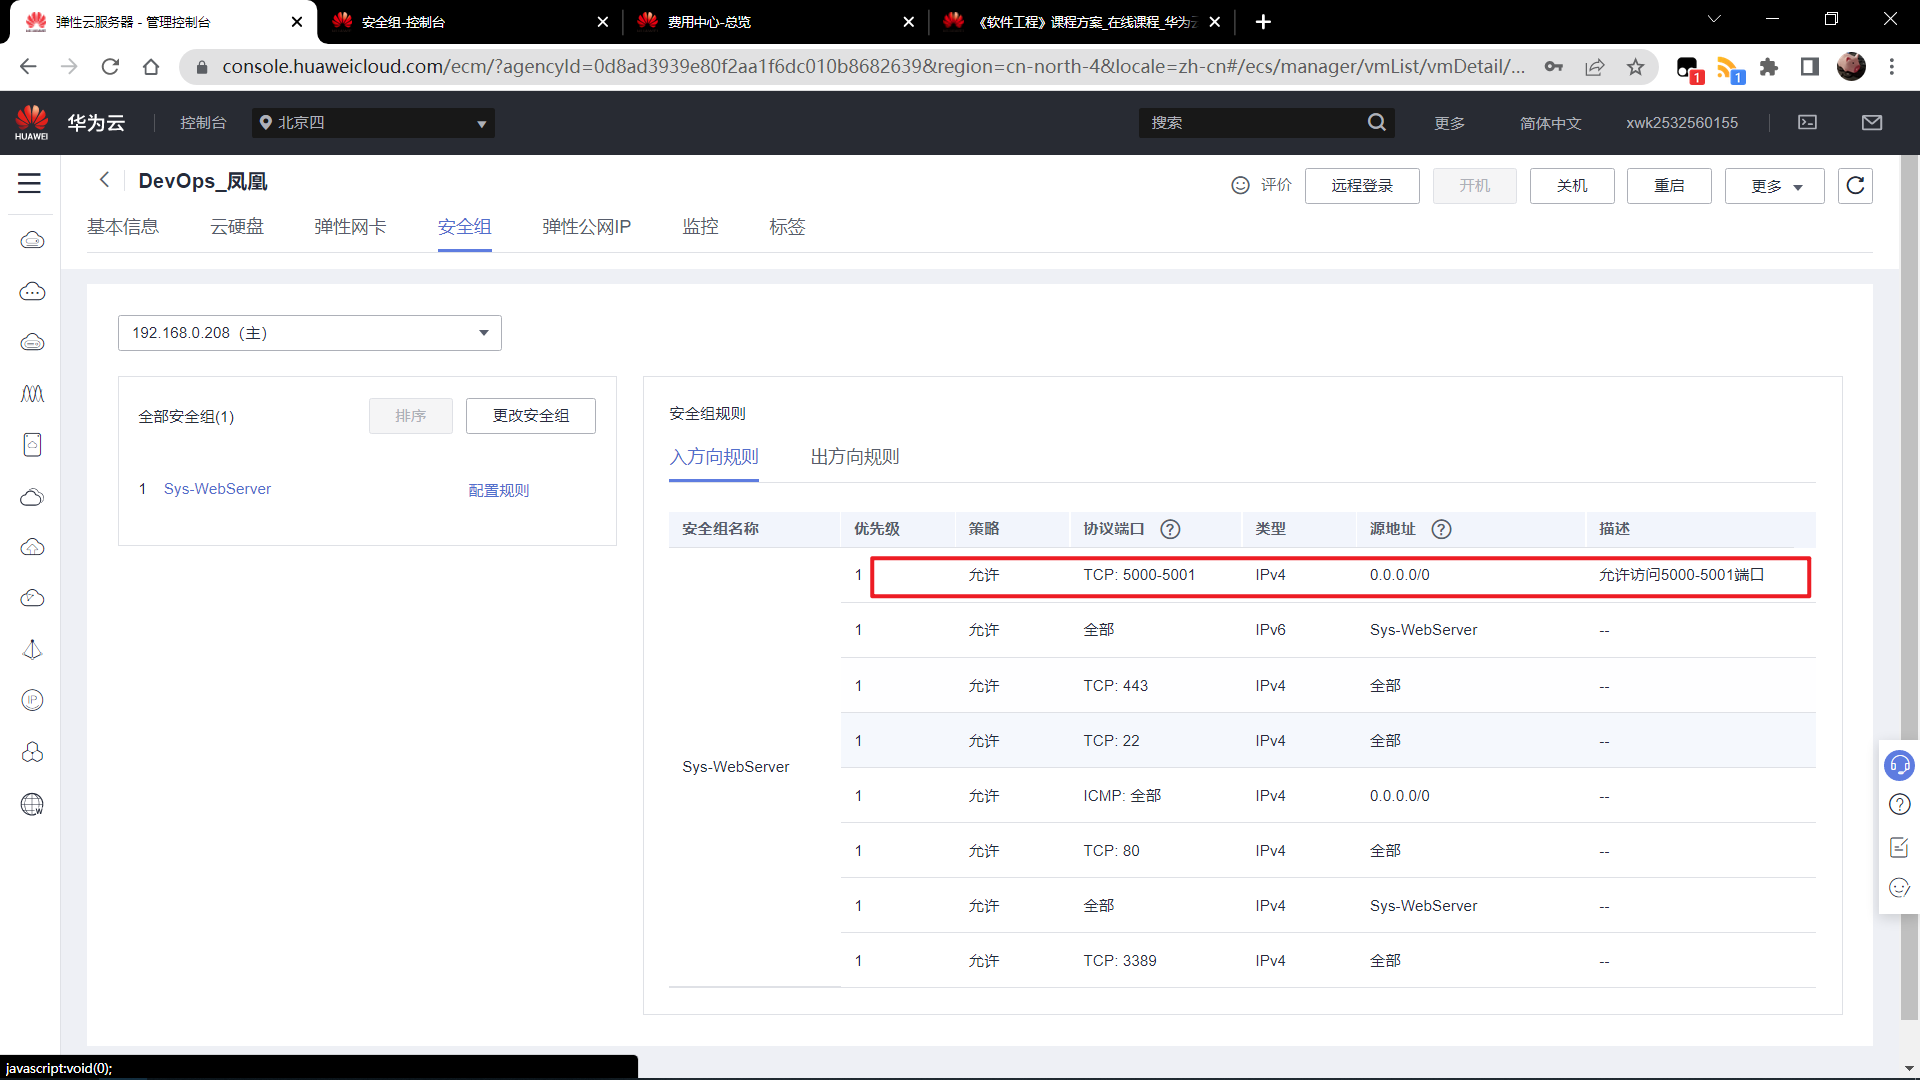 弹性云服务器 - 管理控制台
安全组-控制台
费用中心-总览
《软件工程》课程方案_在线课程_华为云
console.huaweicloud.com/ecm/?agencyId=0d8ad3939e80f2aa1f6dc010b8682639&region=cn-north-4&locale=zh-cn#/ecs/manager/vmList/vmDetail/...
1
1
HUAWEI
华为云
控制台
北京四
搜索
更多
简体中文
xwk2532560155
DevOps_凤凰
评价
远程登录
开机
关机
重启
更多
基本信息
云硬盘
弹性网卡
安全组
弹性公网IP
监控
标签
192.168.0.208（主）
全部安全组(1)
排序
更改安全组
1 Sys-WebServer 配置规则
安全组规则
入方向规则 出方向规则
安全组名称 优先级 策略 协议端口 ? 类型 源地址 ? 描述
1 允许 TCP: 5000-5001 IPv4 0.0.0.0/0 允许访问5000-5001端口
1 允许 全部 IPv6 Sys-WebServer --
1 允许 TCP: 443 IPv4 全部 --
1 允许 TCP: 22 IPv4 全部 --
Sys-WebServer
1 允许 ICMP: 全部 IPv4 0.0.0.0/0 --
1 允许 TCP: 80 IPv4 全部 --
1 允许 全部 IPv4 Sys-WebServer --
1 允许 TCP: 3389 IPv4 全部 --
IP
W
javascript:void(0);